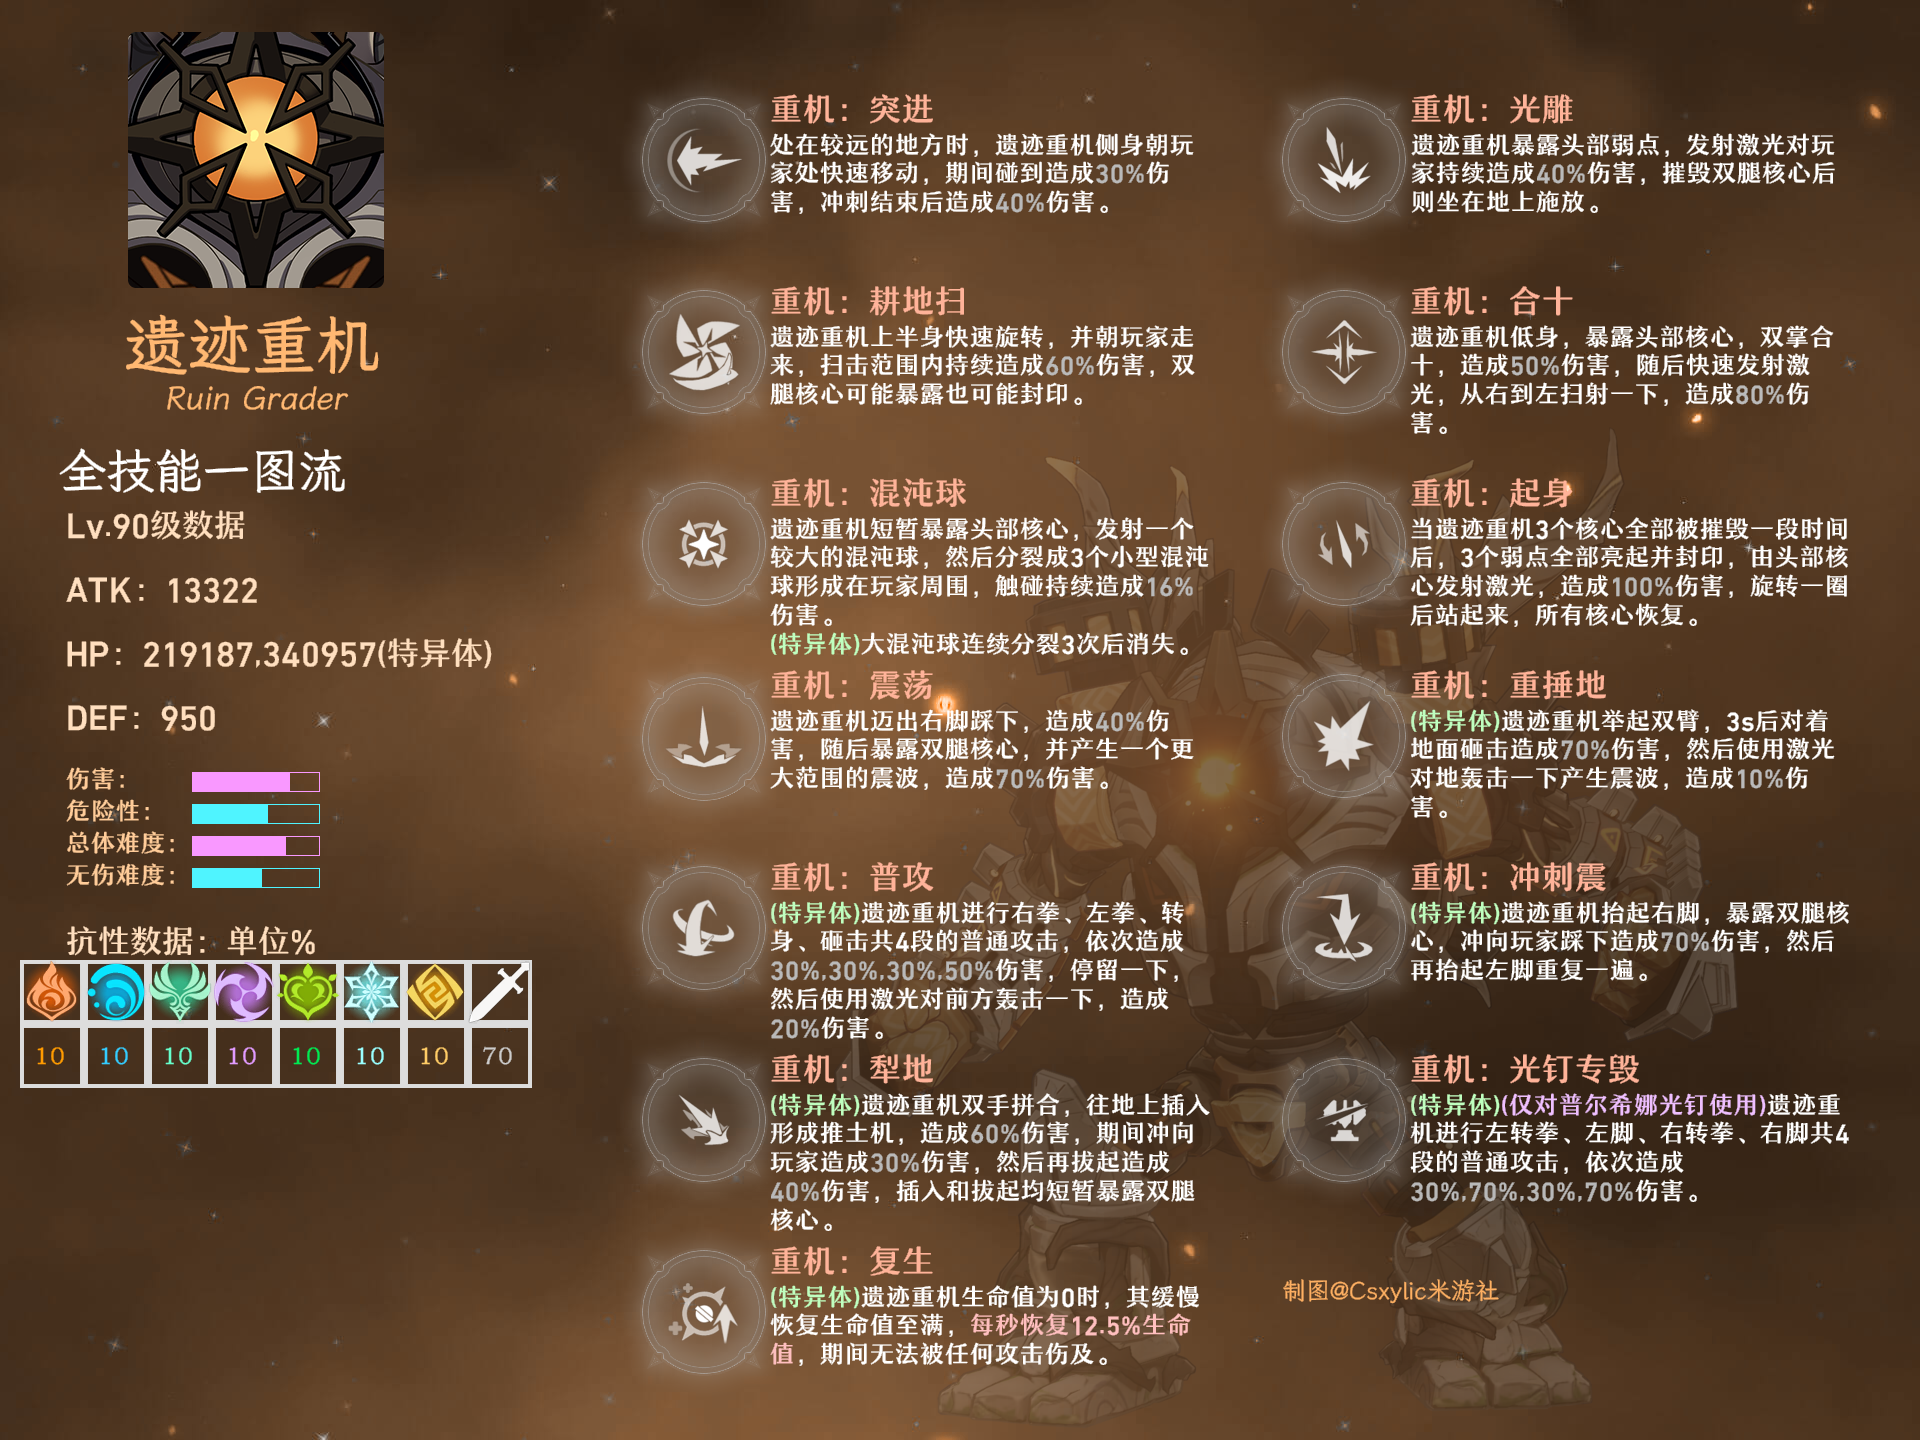 遗迹重机
Ruin Grader
全技能一图流
Lv.90级数据
ATK：13322
HP：219187,340957(特异体)
DEF：950
伤害：
危险性：
总体难度：
无伤难度：
抗性数据：单位%
10 10 10 10 10 10 10 70
重机：突进
处在较远的地方时，遗迹重机侧身朝玩
家处快速移动，期间碰到造成30%伤
害，冲刺结束后造成40%伤害。
重机：耕地扫
遗迹重机上半身快速旋转，并朝玩家走
来，扫击范围内持续造成60%伤害，双
腿核心可能暴露也可能封印。
重机：混沌球
遗迹重机短暂暴露头部核心，发射一个
较大的混沌球，然后分裂成3个小型混沌
球形成在玩家周围，触碰持续造成16%
伤害。
(特异体)大混沌球连续分裂3次后消失。
重机：震荡
遗迹重机迈出右脚踩下，造成40%伤
害，随后暴露双腿核心，并产生一个更
大范围的震波，造成70%伤害。
重机：普攻
(特异体)遗迹重机进行右拳、左拳、转
身、砸击共4段的普通攻击，依次造成
30%,30%,30%,50%伤害，停留一下，
然后使用激光对前方轰击一下，造成
20%伤害。
重机：犁地
(特异体)遗迹重机双手拼合，往地上插入
形成推土机，造成60%伤害，期间冲向
玩家造成30%伤害，然后再拔起造成
40%伤害，插入和拔起均短暂暴露双腿
核心。
重机：复生
(特异体)遗迹重机生命值为0时，其缓慢
恢复生命值至满，每秒恢复12.5%生命
值，期间无法被任何攻击伤及。
重机：光雕
遗迹重机暴露头部弱点，发射激光对玩
家持续造成40%伤害，摧毁双腿核心后
则坐在地上施放。
重机：合十
遗迹重机低身，暴露头部核心，双掌合
十，造成50%伤害，随后快速发射激
光，从右到左扫射一下，造成80%伤
害。
重机：起身
当遗迹重机3个核心全部被摧毁一段时间
后，3个弱点全部亮起并封印，由头部核
心发射激光，造成100%伤害，旋转一圈
后站起来，所有核心恢复。
重机：重捶地
(特异体)遗迹重机举起双臂，3s后对着
地面砸击造成70%伤害，然后使用激光
对地轰击一下产生震波，造成10%伤
害。
重机：冲刺震
(特异体)遗迹重机抬起右脚，暴露双腿核
心，冲向玩家踩下造成70%伤害，然后
再抬起左脚重复一遍。
重机：光钉专毁
(特异体)(仅对普尔希娜光钉使用)遗迹重
机进行左转拳、左脚、右转拳、右脚共4
段的普通攻击，依次造成
30%,70%,30%,70%伤害。
制图@Csxylic米游社